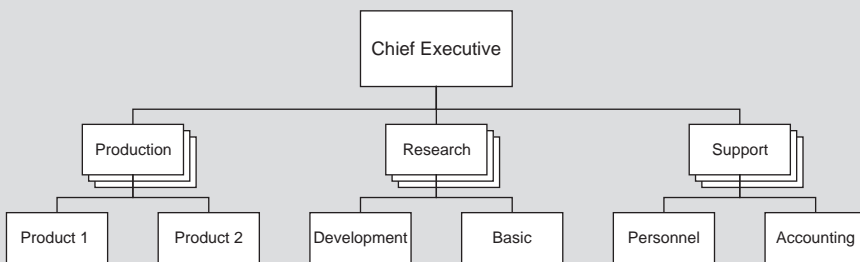 Chief Executive
Production
Research
Support
Product 1
Product 2
Development
Basic
Personnel
Accounting